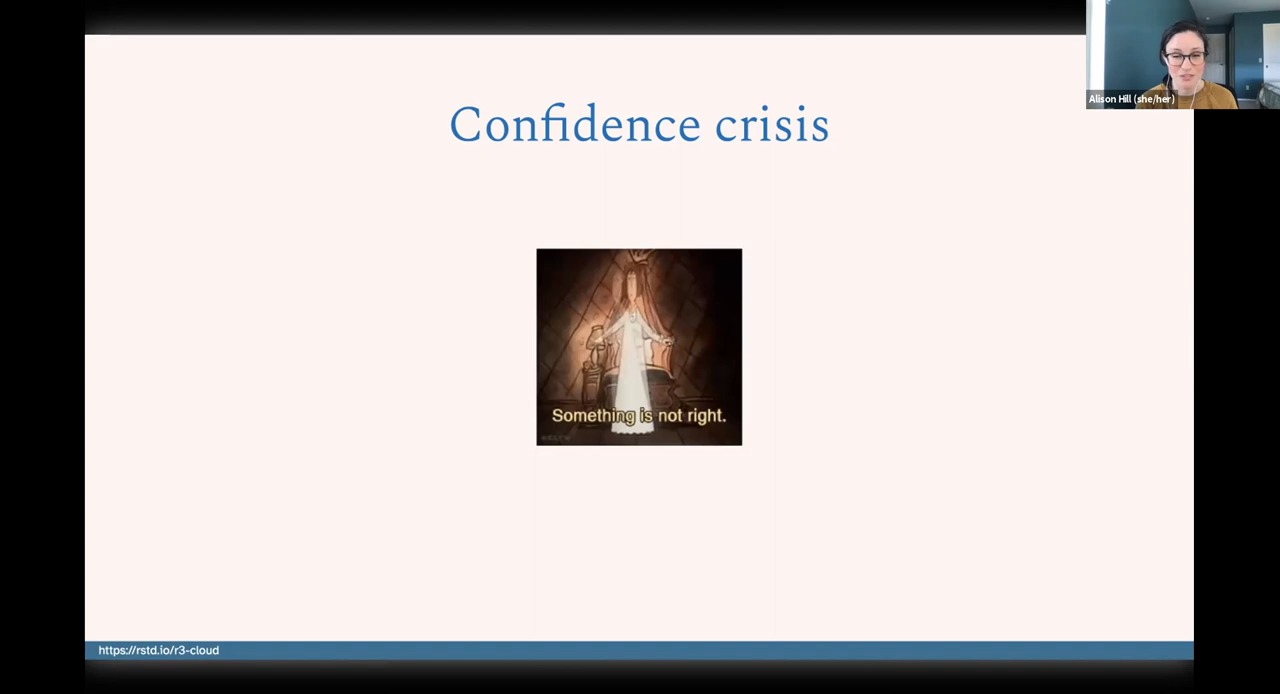 Confidence crisis
Alison Hill (she/her)
Something is not right.
https://rstd.io/r3-cloud